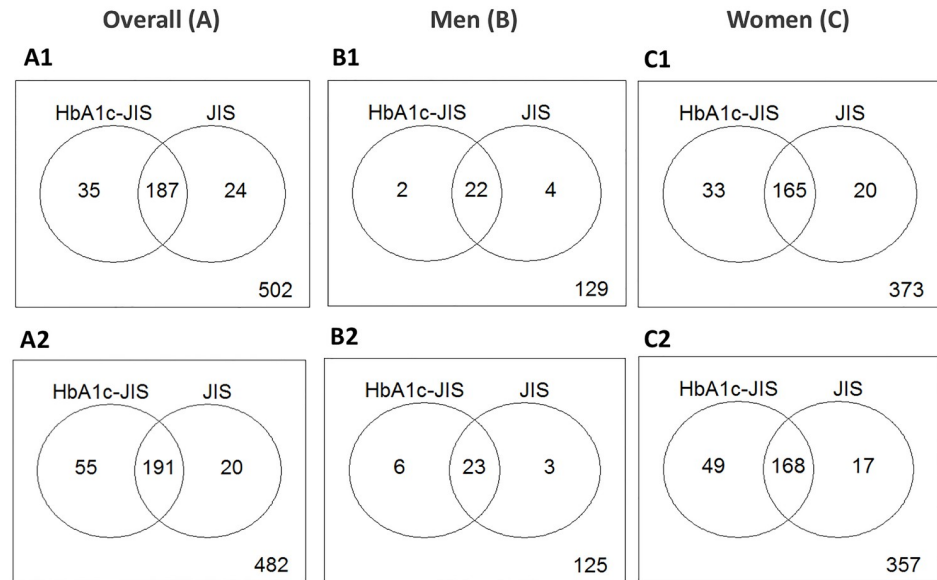 Overall (A) Men (B) Women (C)
A1 B1 C1
HbA1c-JIS JIS HbA1c-JIS JIS HbA1c-JIS JIS
35 187 24 2 22 4 33 165 20
502 129 373
A2 B2 C2
HbA1c-JIS JIS HbA1c-JIS JIS HbA1c-JIS JIS
55 191 20 6 23 3 49 168 17
482 125 357